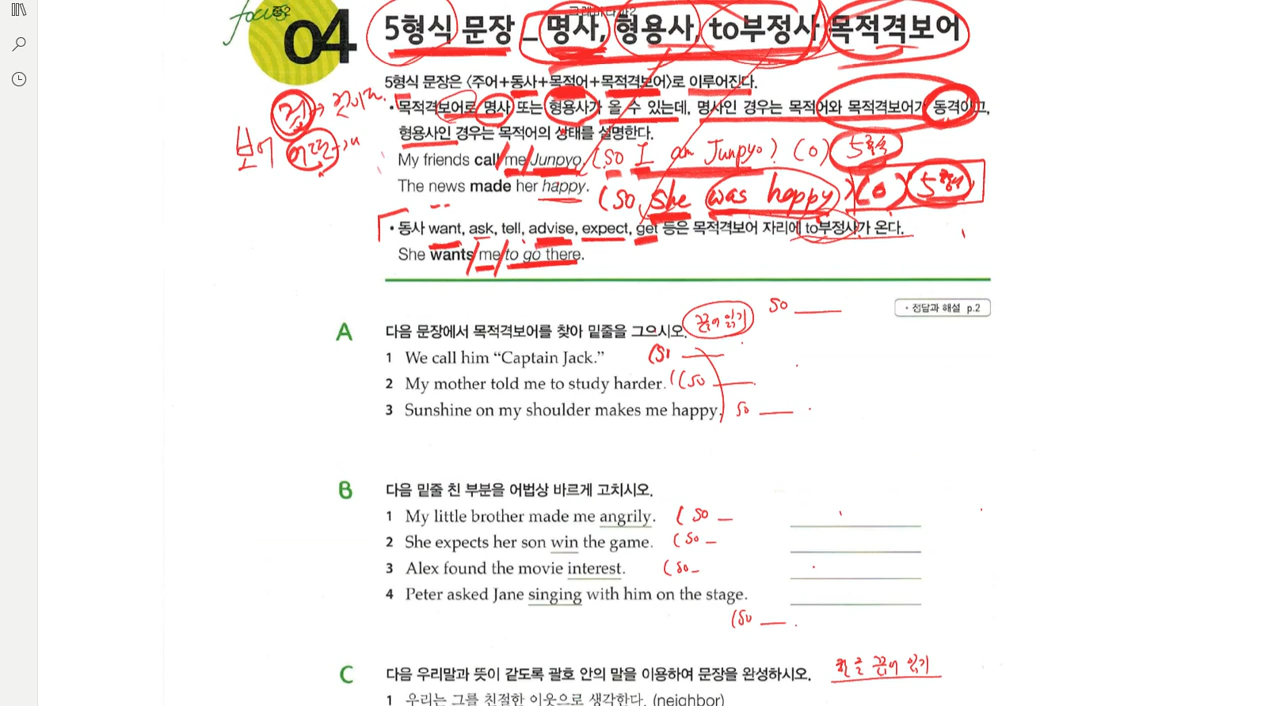 focus
04
5형식 문장 _ 명사, 형용사, to부정사 목적격보어
5형식 문장은 〈주어+동사+목적어+목적격보어〉로 이루어진다.
• 목적격보어로 명사 또는 형용사가 올 수 있는데, 명사인 경우는 목적어와 목적격보어가 동격이고,
보어
형용사인 경우는 목적어의 상태를 설명한다.
My friends call me Junpyo. (so I am Junpyo) (O) 5형식
The news made her happy. (so she was happy) (O) 5형식
• 동사 want, ask, tell, advise, expect, get 등은 목적격보어 자리에 to부정사가 온다.
She wants me to go there.
• 정답과 해설 p.2
so
A 다음 문장에서 목적격보어를 찾아 밑줄을 그으시오. 끊어 읽기
1 We call him “Captain Jack.”
2 My mother told me to study harder. (so
3 Sunshine on my shoulder makes me happy. so
B 다음 밑줄 친 부분을 어법상 바르게 고치시오.
1 My little brother made me angrily. (so
2 She expects her son win the game. (so
3 Alex found the movie interest. (so
4 Peter asked Jane singing with him on the stage.
(so
C 다음 우리말과 뜻이 같도록 괄호 안의 말을 이용하여 문장을 완성하시오. 한글 끊어 읽기
1 우리는 그를 친절한 이웃으로 생각한다. (neighbor)